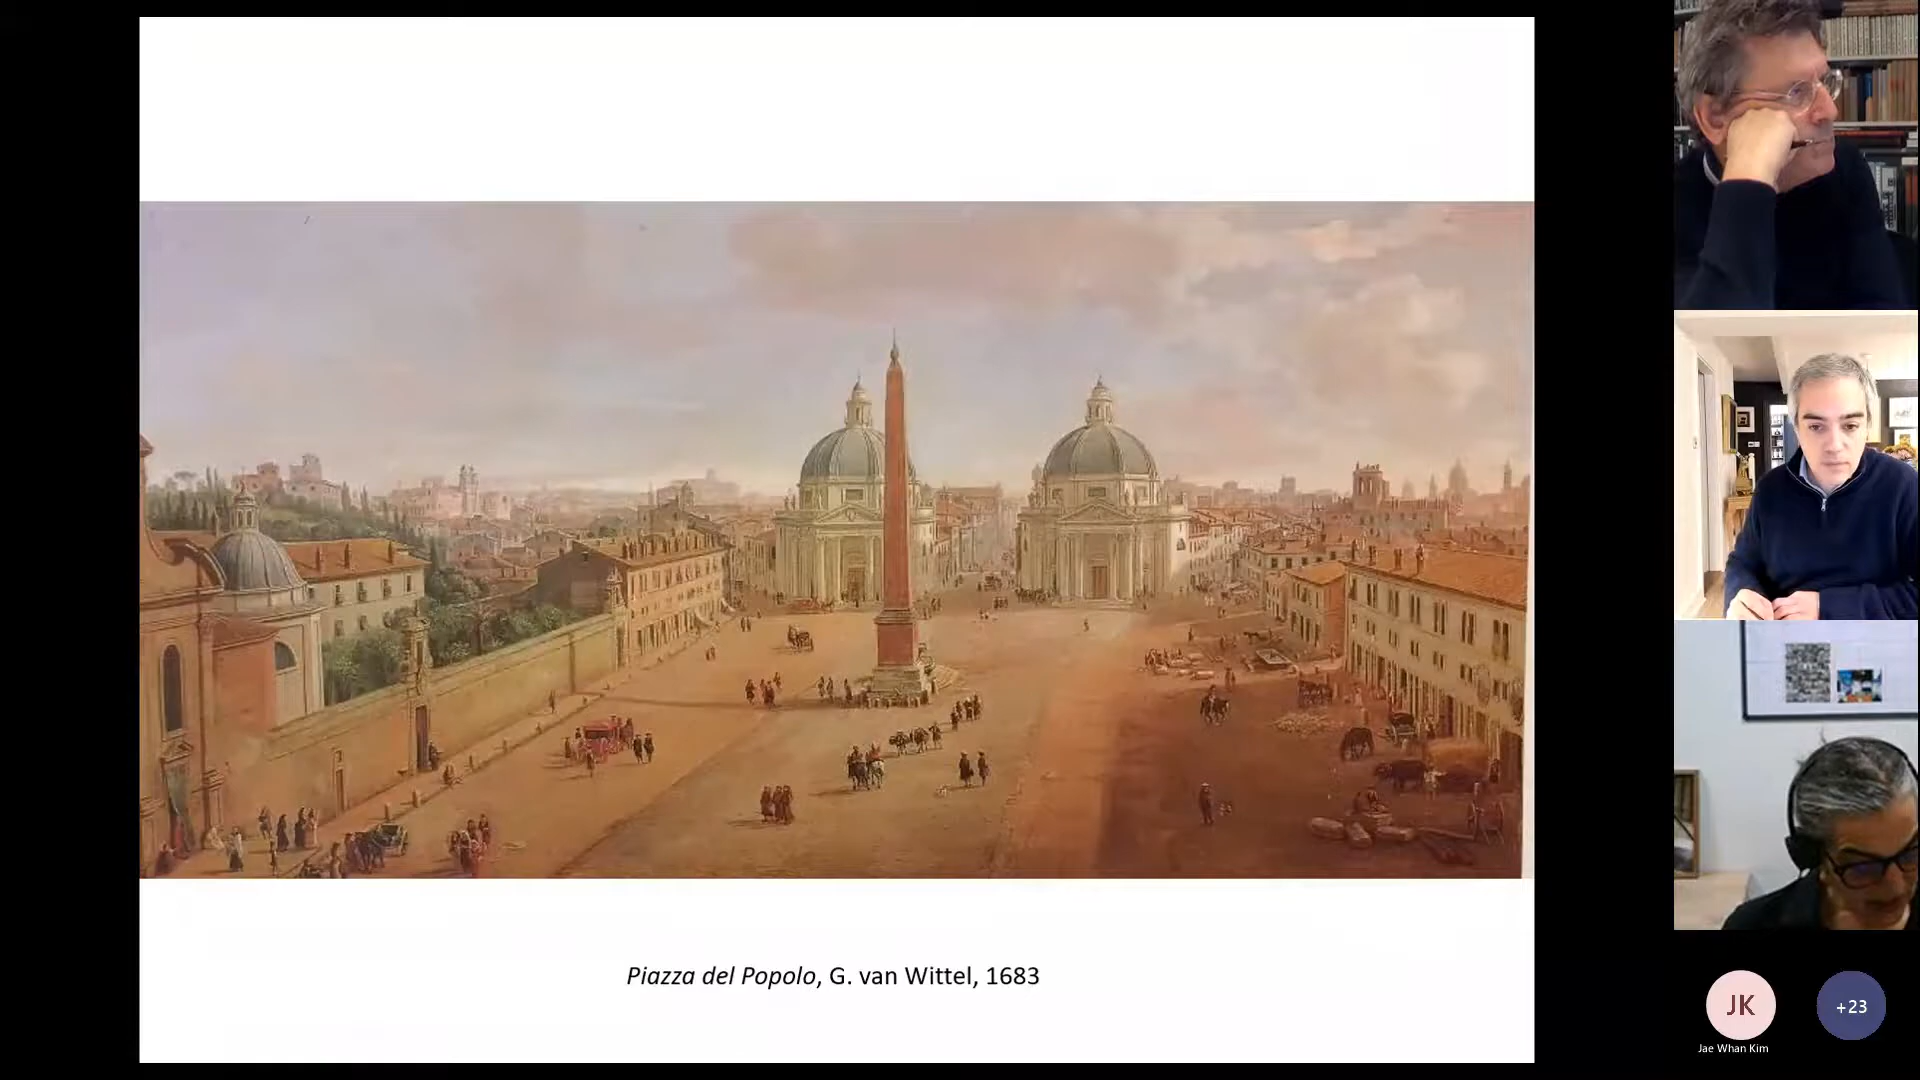 Piazza del Popolo, G. van Wittel, 1683
JK
+23
Jae Whan Kim